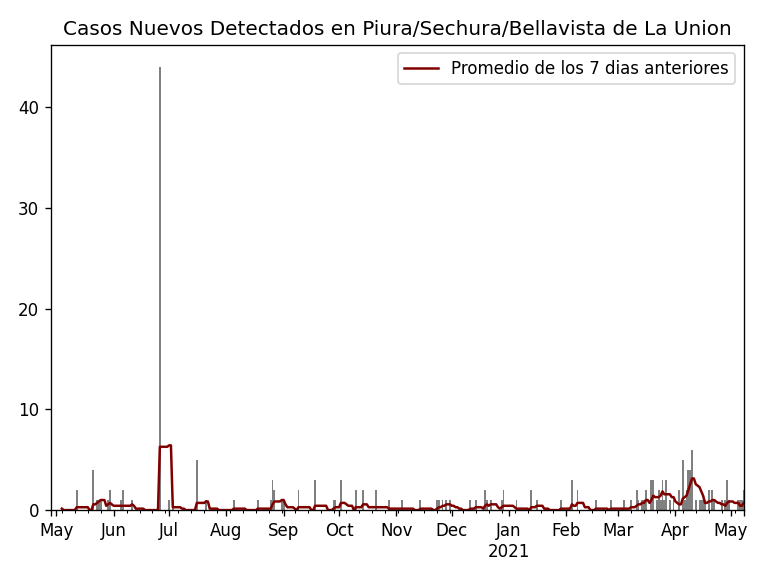 Casos Nuevos Detectados en Piura/Sechura/Bellavista de La Union
Promedio de los 7 dias anteriores
40
30
20
10
0
May Jun Jul Aug Sep Oct Nov Dec Jan Feb Mar Apr May
2021